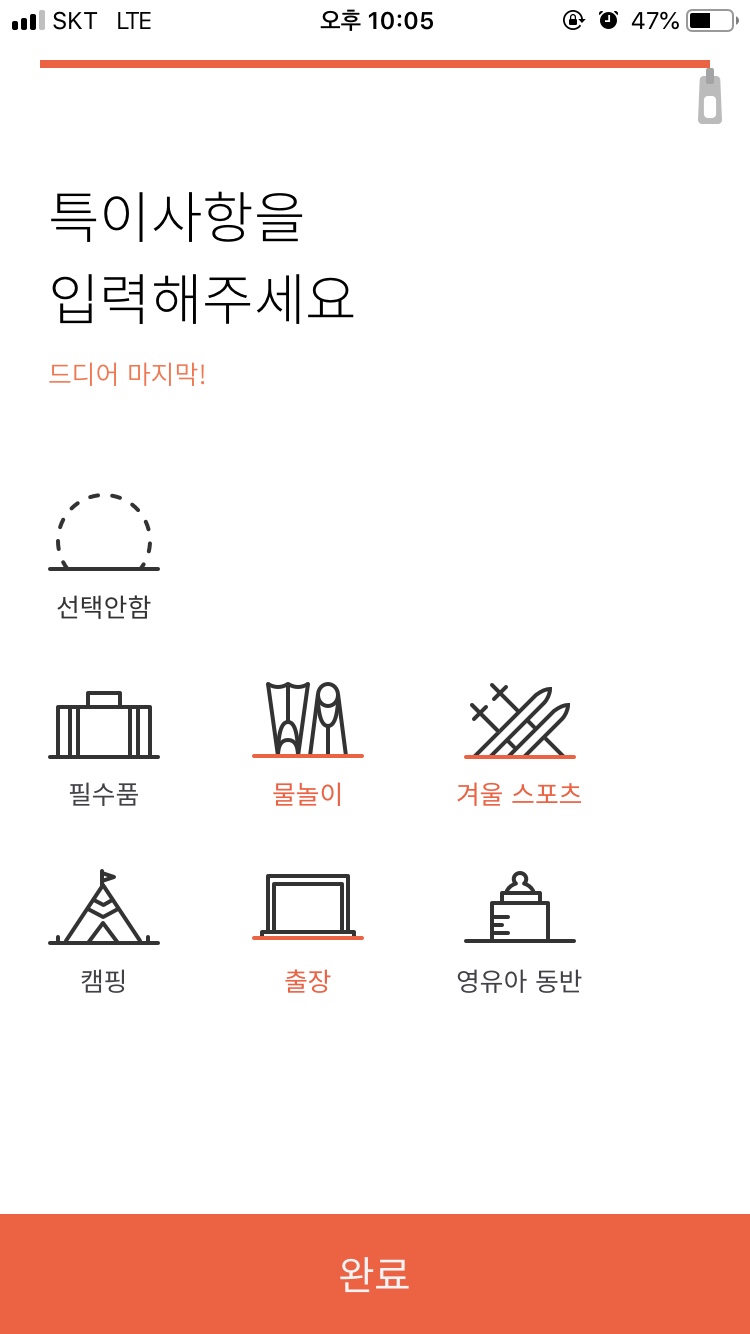 SKT LTE 오후 10:05 47%
특이사항을
입력해주세요
드디어 마지막!
선택안함
필수품 물놀이 겨울 스포츠
캠핑 출장 영유아 동반
완료